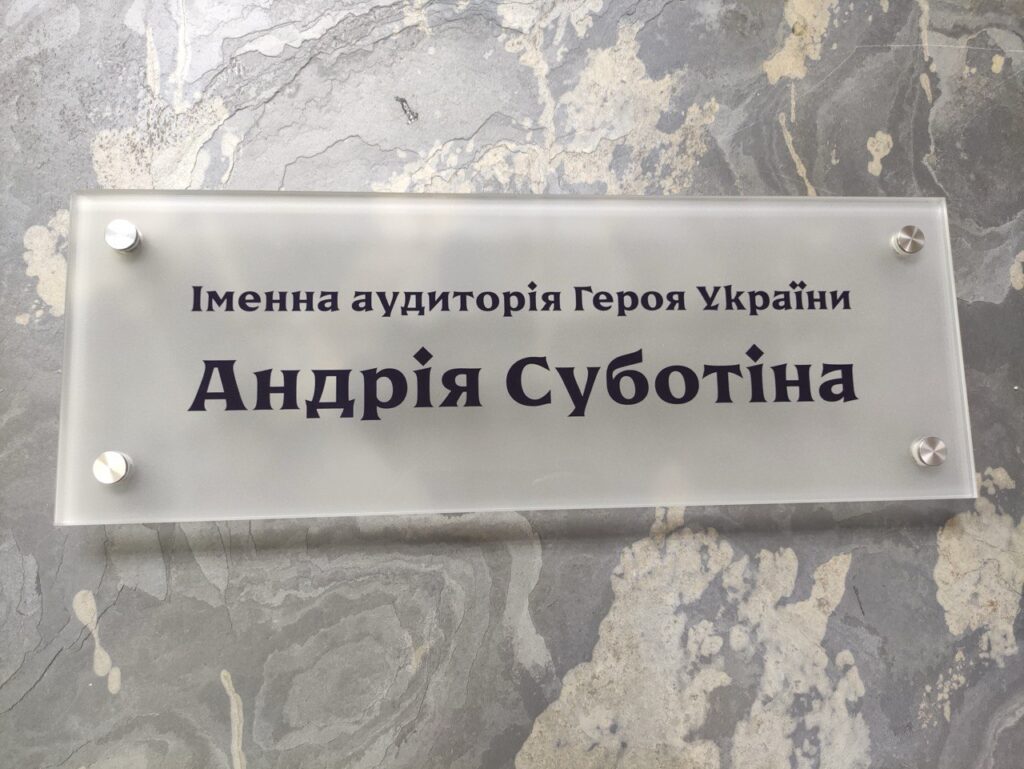 Іменна аудиторія Героя України
Андрія Суботіна